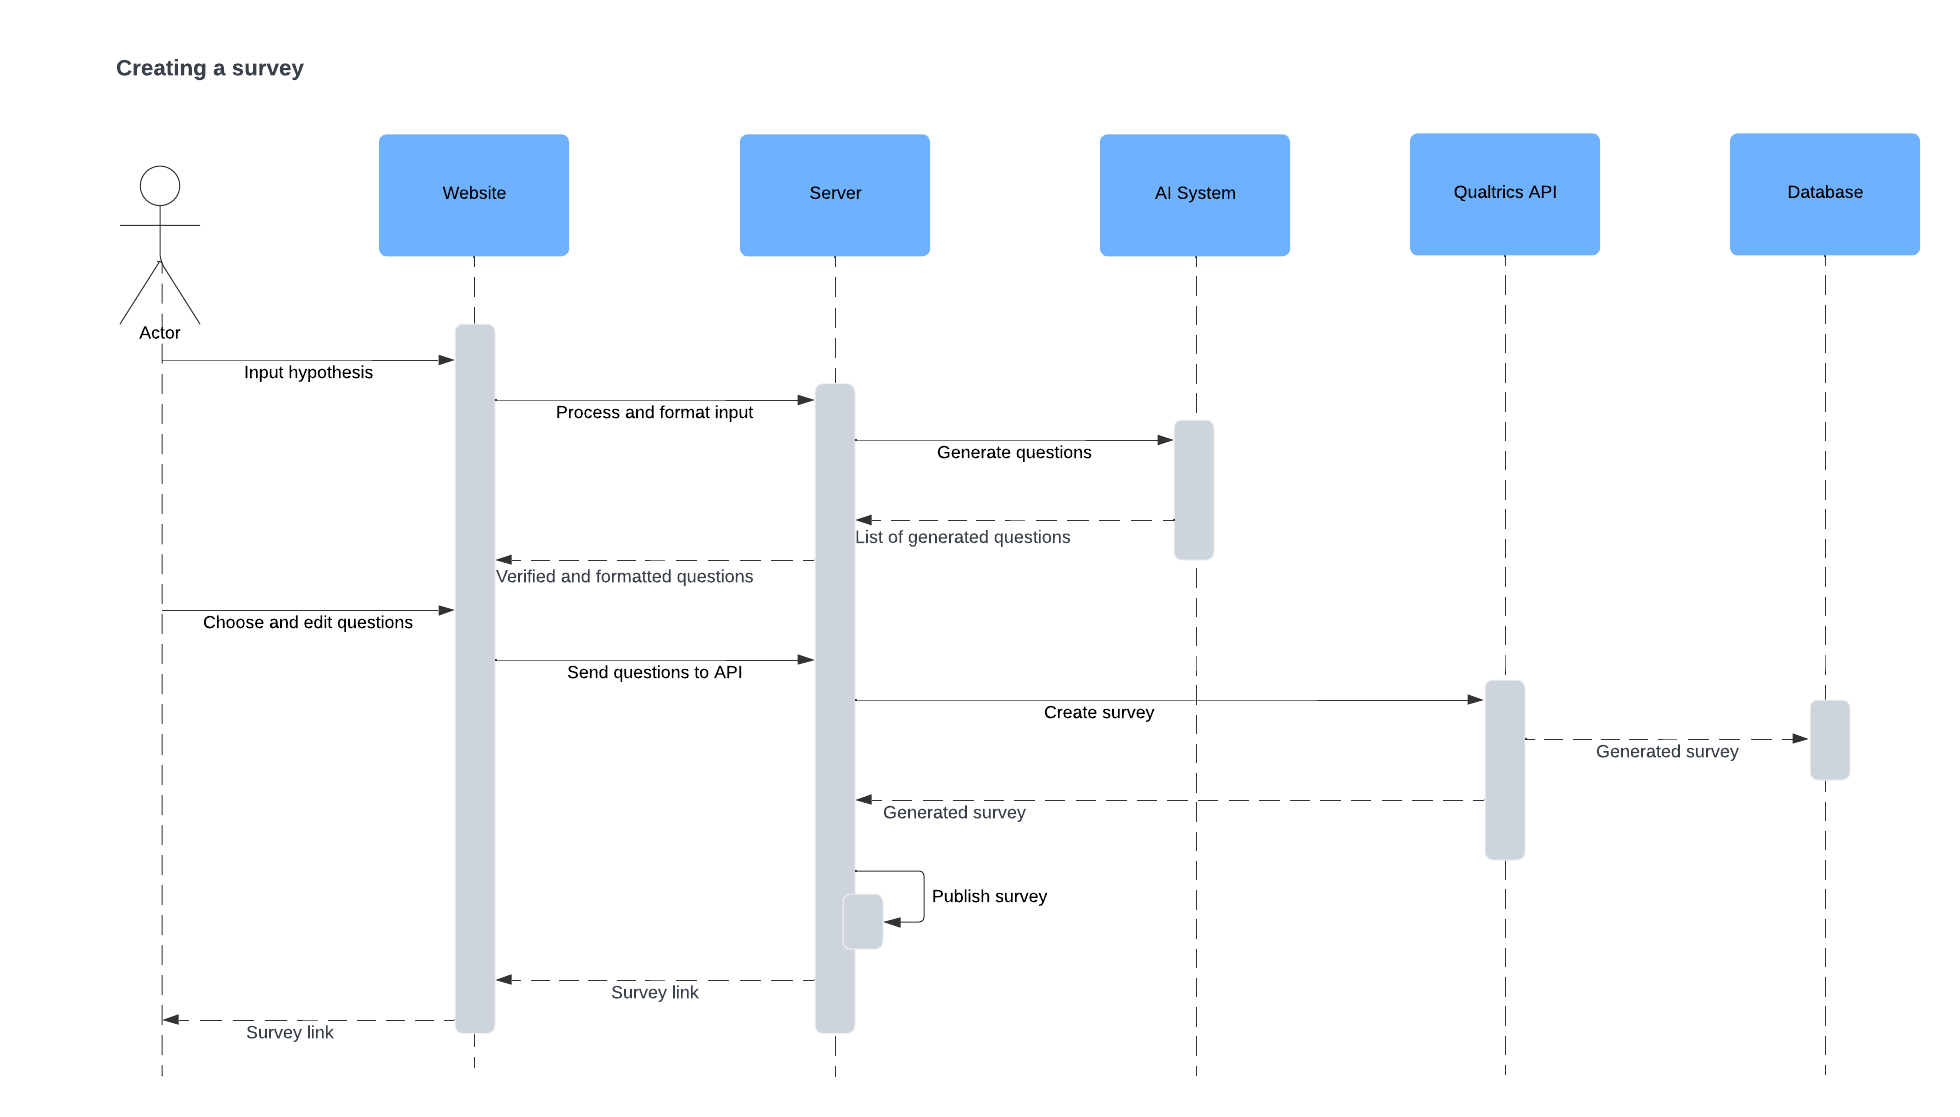 Creating a survey
Website
Server
AI System
Qualtrics API
Database
Actor
Input hypothesis
Process and format input
Generate questions
List of generated questions
Verified and formatted questions
Choose and edit questions
Send questions to API
Create survey
Generated survey
Generated survey
Publish survey
Survey link
Survey link